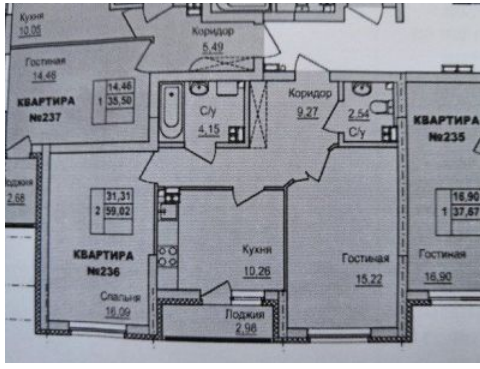 Кухня
10.05
Коридор
5.49
Гостиная
14.46
14.46
1 35,50
КВАРТИРА
№237
С/у
4,15
Коридор
9.27
2.54
С/у
КВАРТИРА
№235
Лоджия
2.68
31,31
2 59,02
16,90
1 37,67
КВАРТИРА
№236
Кухня
10.26
Гостиная
15.22
Гостиная
16.90
Спальня
16.09
Лоджия
2.98